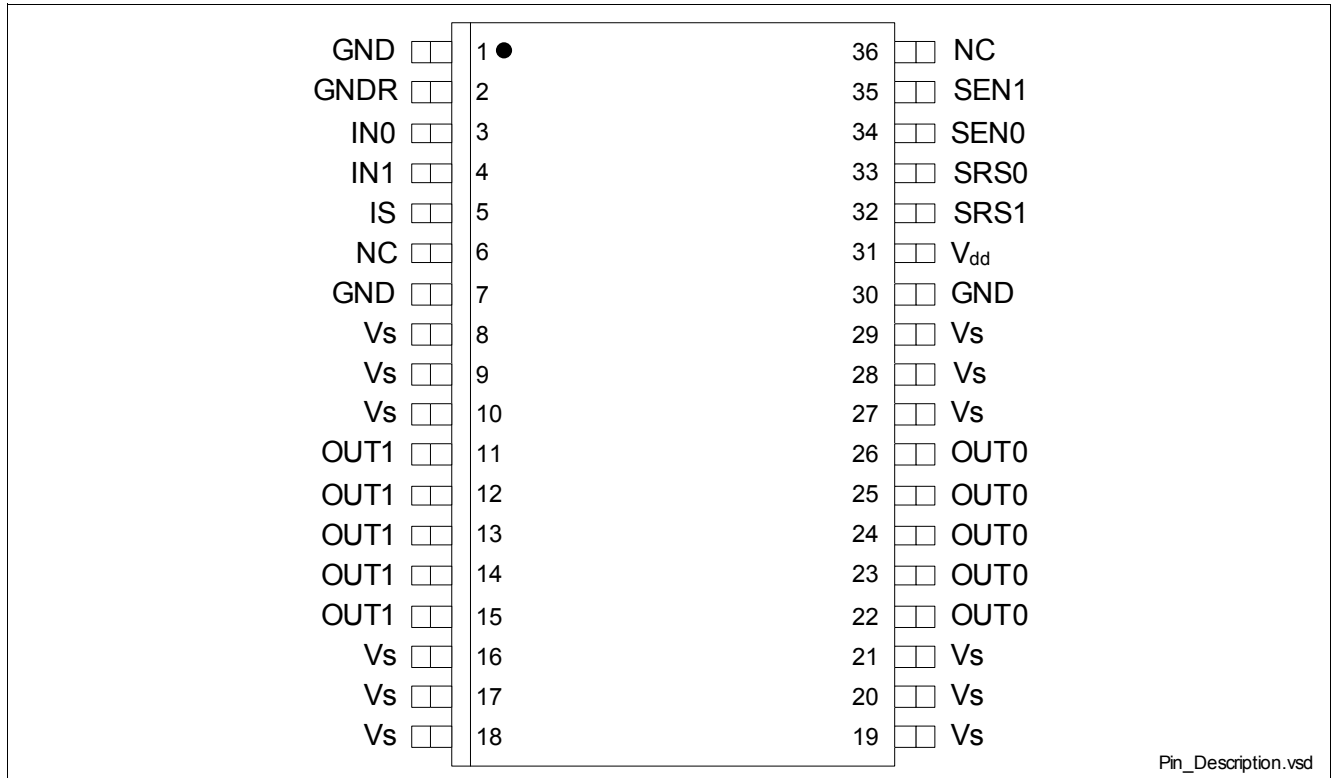 GND 1 36 NC
GNDR 2 35 SEN1
IN0 3 34 SEN0
IN1 4 33 SRS0
IS 5 32 SRS1
NC 6 31 Vdd
GND 7 30 GND
Vs 8 29 Vs
Vs 9 28 Vs
Vs 10 27 Vs
OUT1 11 26 OUT0
OUT1 12 25 OUT0
OUT1 13 24 OUT0
OUT1 14 23 OUT0
OUT1 15 22 OUT0
Vs 16 21 Vs
Vs 17 20 Vs
Vs 18 19 Vs
Pin_Description.vsd